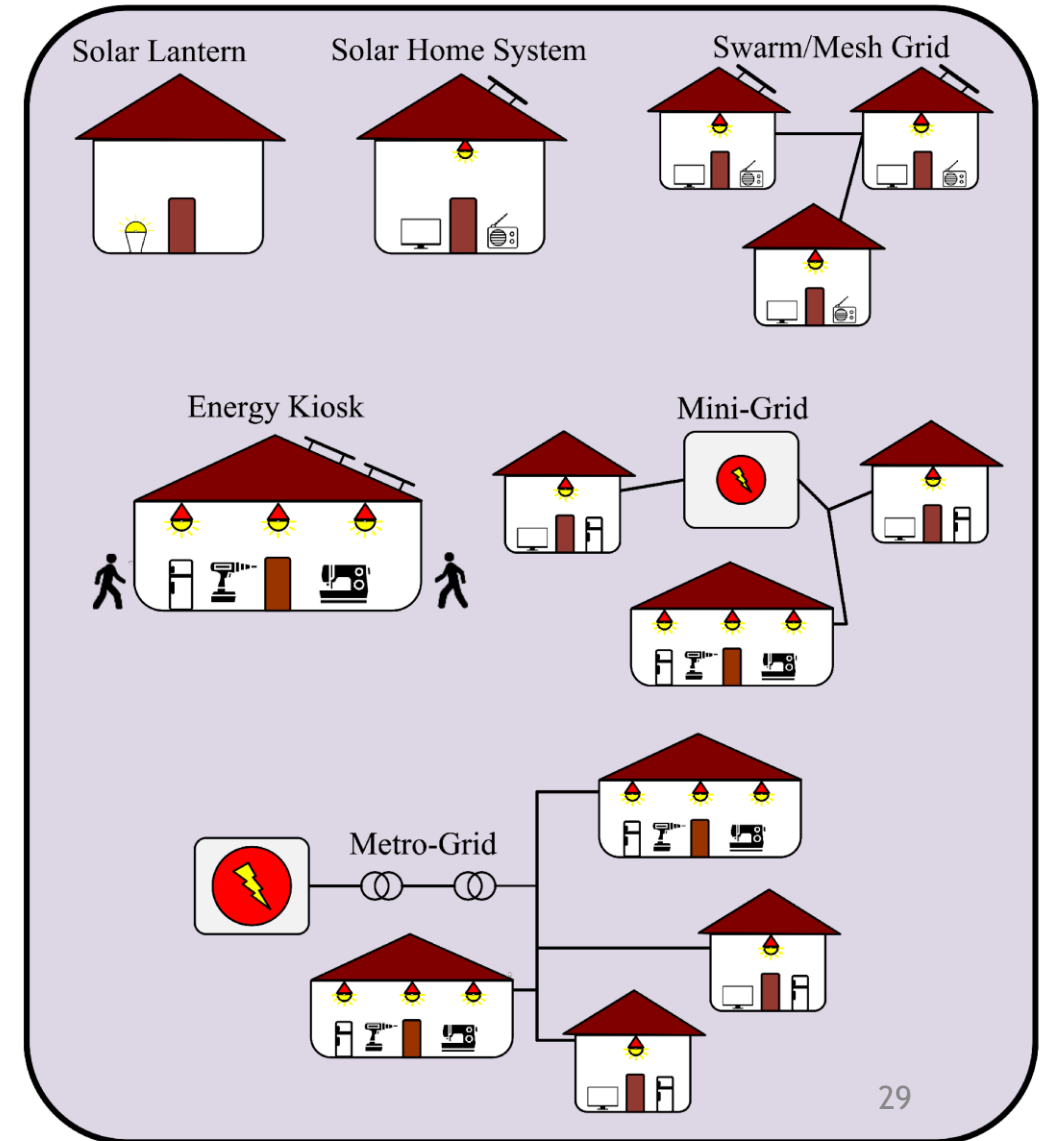 Solar Lantern
Solar Home System
Swarm/Mesh Grid
Energy Kiosk
Mini-Grid
Metro-Grid
29